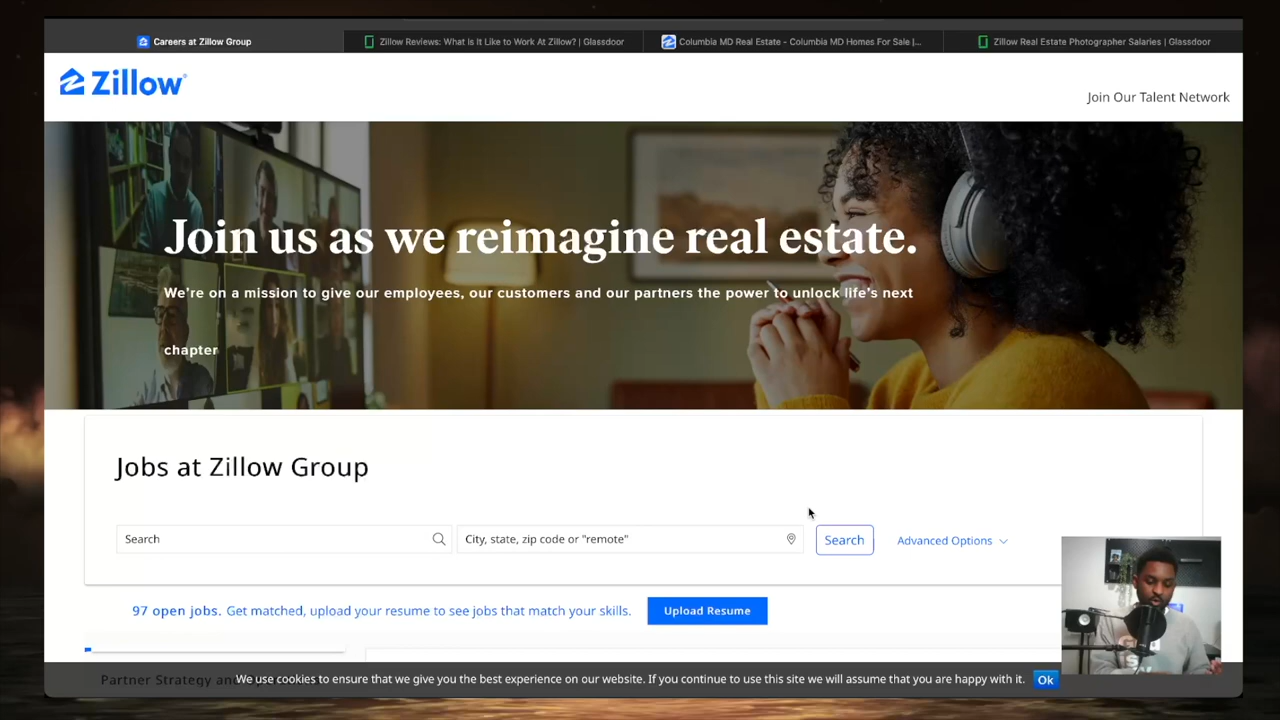 Careers at Zillow Group
Zillow Reviews: What Is It Like to Work At Zillow? | Glassdoor
Columbia MD Real Estate - Columbia MD Homes For Sale |...
Zillow Real Estate Photographer Salaries | Glassdoor
Zillow®
Join Our Talent Network
Join us as we reimagine real estate.
We're on a mission to give our employees, our customers and our partners the power to unlock life's next
chapter
Jobs at Zillow Group
Search
City, state, zip code or "remote"
Search
Advanced Options
97 open jobs. Get matched, upload your resume to see jobs that match your skills.
Upload Resume
Partner Strategy and
We use cookies to ensure that we give you the best experience on our website. If you continue to use this site we will assume that you are happy with it.
Ok